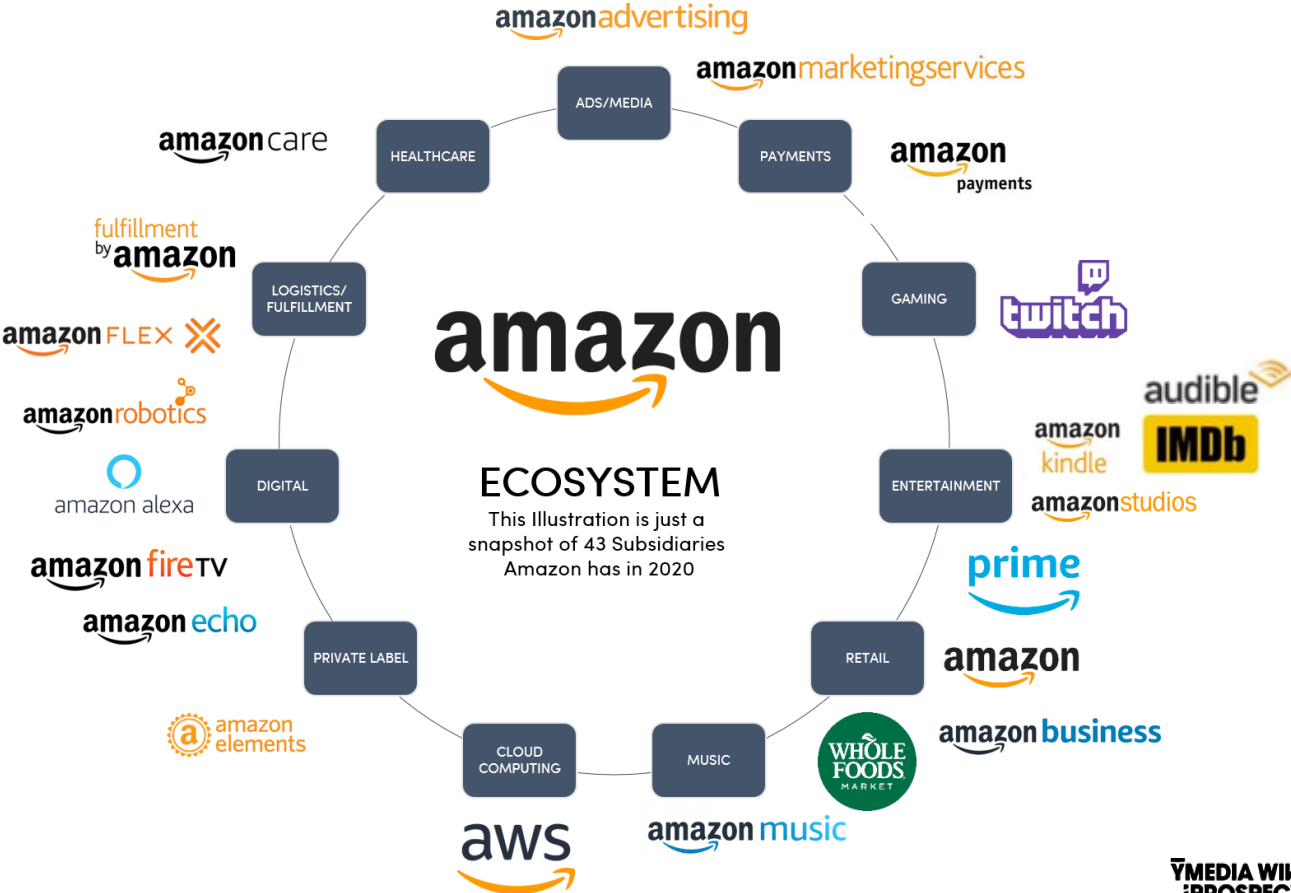 amazonadvertising
amazonmarketingservices
ADS/MEDIA
amazon care
HEALTHCARE
PAYMENTS
amazon
payments
fulfillment
by amazon
LOGISTICS/
FULFILLMENT
GAMING
twitch
amazon FLEX
amazon
audible
amazonrobotics
amazon
kindle
IMDb
amazon alexa
DIGITAL
ECOSYSTEM
This Illustration is just a
snapshot of 43 Subsidiaries
Amazon has in 2020
ENTERTAINMENT
amazonstudios
amazon fireTV
prime
amazon echo
PRIVATE LABEL
RETAIL
amazon
a amazon
elements
CLOUD
COMPUTING
MUSIC
WHOLE
FOODS
MARKET
amazon business
aws
amazon music
YMEDIA